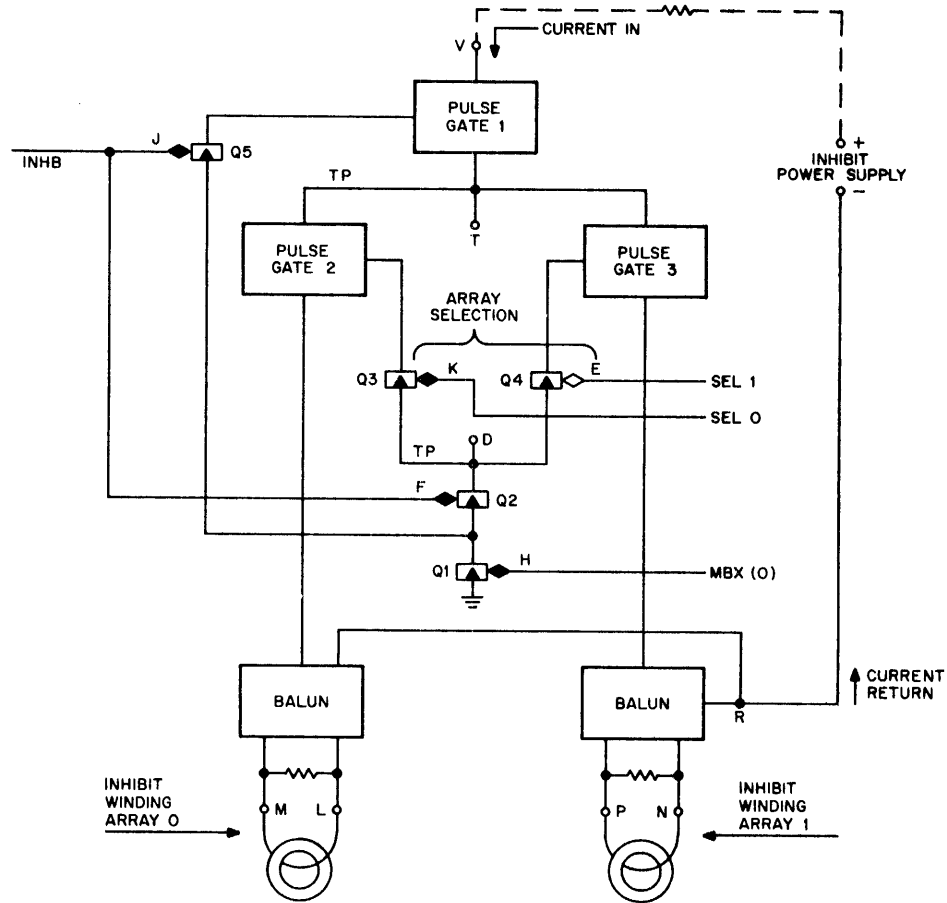 CURRENT IN
V
PULSE
GATE 1
+
INHIBIT
POWER SUPPLY
−
J
Q5
INHB
TP
T
PULSE
GATE 2
PULSE
GATE 3
ARRAY
SELECTION
Q3
K
Q4
E
SEL 1
SEL 0
D
TP
F
Q2
Q1
H
MBX (0)
BALUN
BALUN
R
CURRENT
RETURN
INHIBIT
WINDING
ARRAY 0
M
L
P
N
INHIBIT
WINDING
ARRAY 1